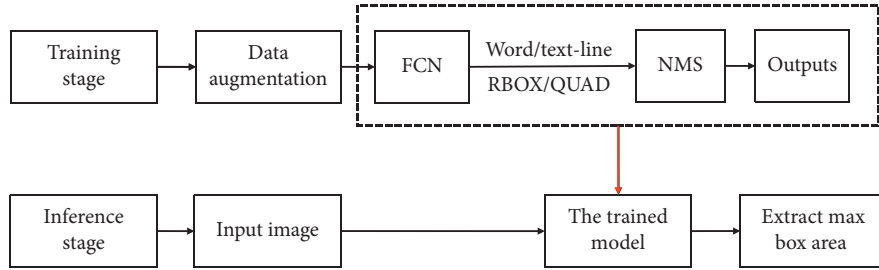 Training
stage
Data
augmentation
FCN
Word/text-line
RBOX/QUAD
NMS
Outputs
Inference
stage
Input image
The trained
model
Extract max
box area